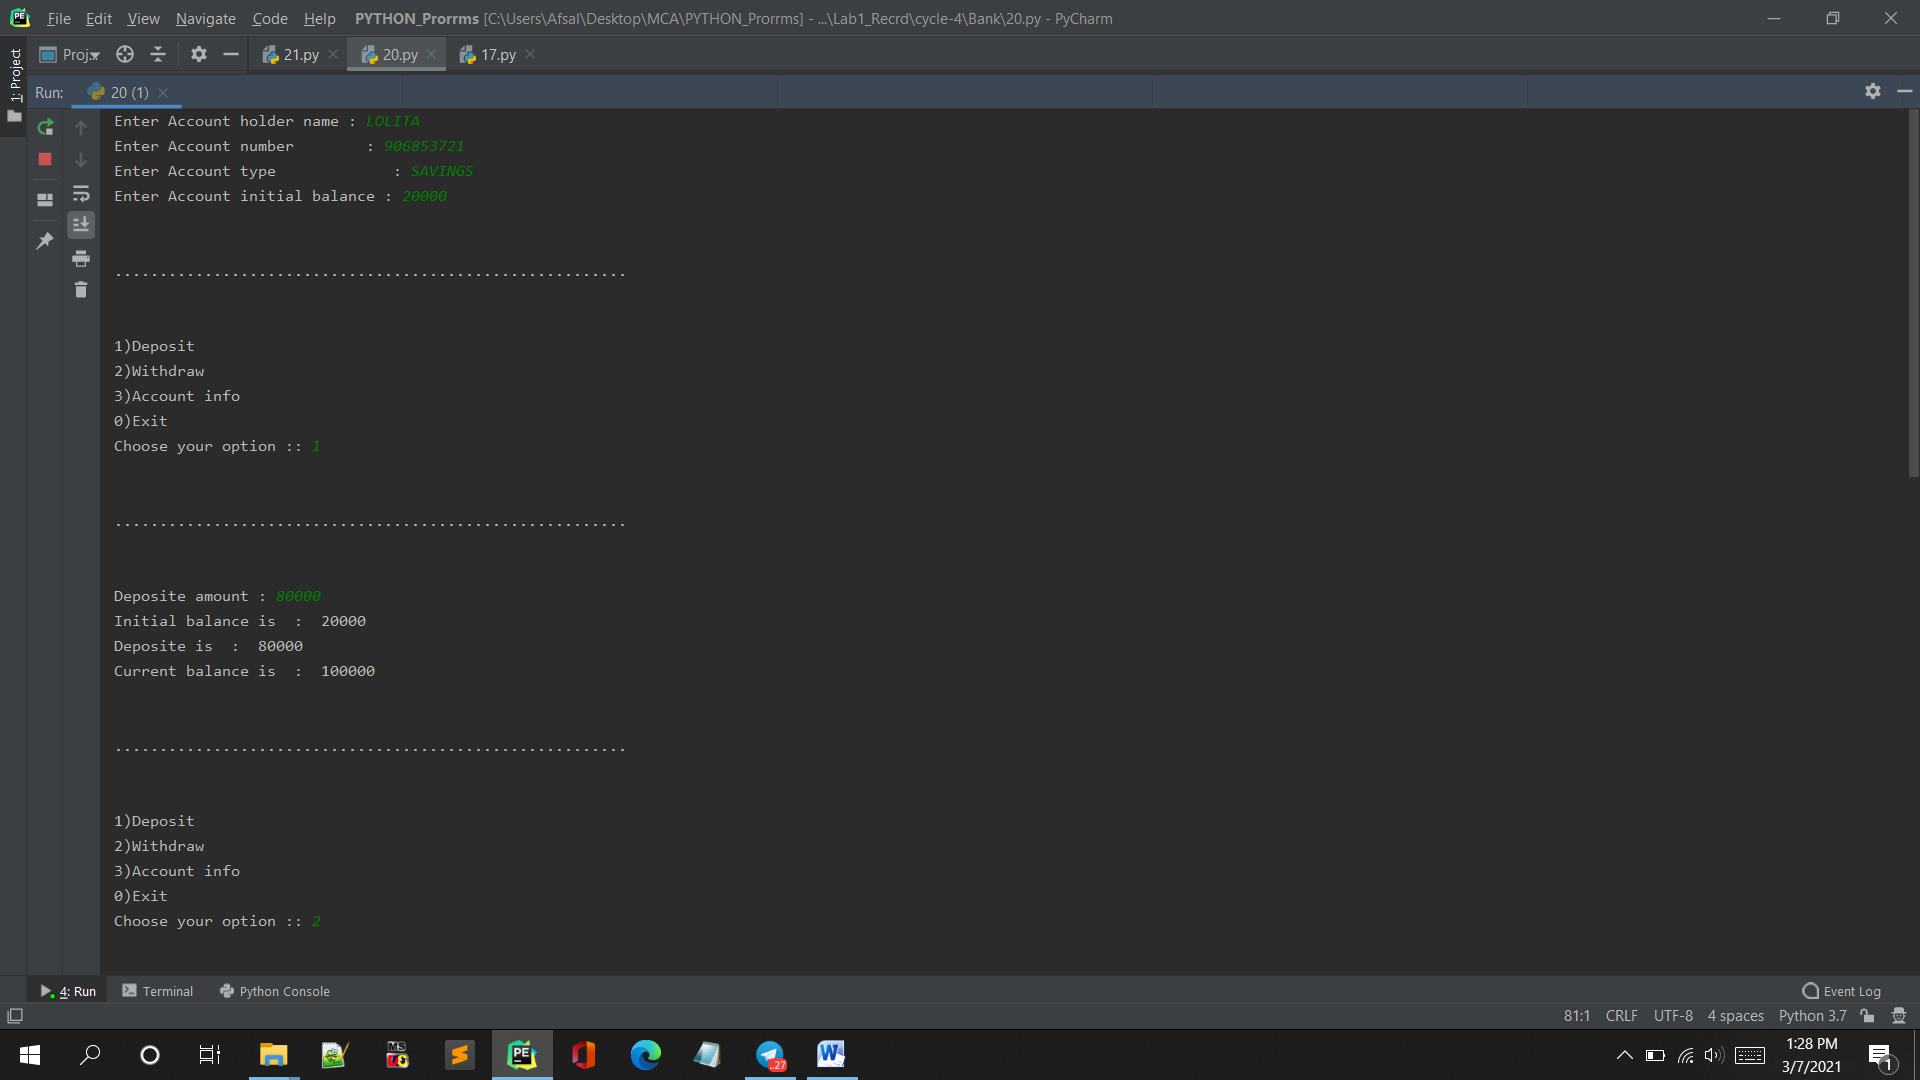 File Edit View Navigate Code Help PYTHON_Prorrms [C:\Users\Afsal\Desktop\MCA\PYTHON_Prorrms] - ...\Lab1_Recrd\cycle-4\Bank\20.py - PyCharm
1: Project
Proj.. 21.py 20.py 17.py
Run: 20 (1)
Enter Account holder name : LOLITA
Enter Account number        : 906853721
Enter Account type             : SAVINGS
Enter Account initial balance : 20000
.........................................................
1)Deposit
2)Withdraw
3)Account info
0)Exit
Choose your option :: 1
.........................................................
Deposite amount : 80000
Initial balance is  :  20000
Deposite is  :  80000
Current balance is  :  100000
.........................................................
1)Deposit
2)Withdraw
3)Account info
0)Exit
Choose your option :: 2
4: Run Terminal Python Console Event Log
81:1 CRLF UTF-8 4 spaces Python 3.7
1:28 PM
3/7/2021
PE
MS
..27
1